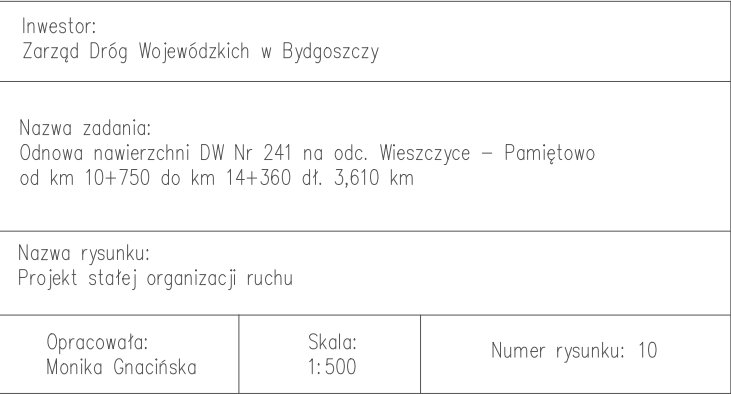 Inwestor:
Zarząd Dróg Wojewódzkich w Bydgoszczy
Nazwa zadania:
Odnowa nawierzchni DW Nr 241 na odc. Wieszczyce – Pamiętowo
od km 10+750 do km 14+360 dł. 3,610 km
Nazwa rysunku:
Projekt stałej organizacji ruchu
Opracowała:
Monika Gnacińska
Skala:
1:500
Numer rysunku: 10